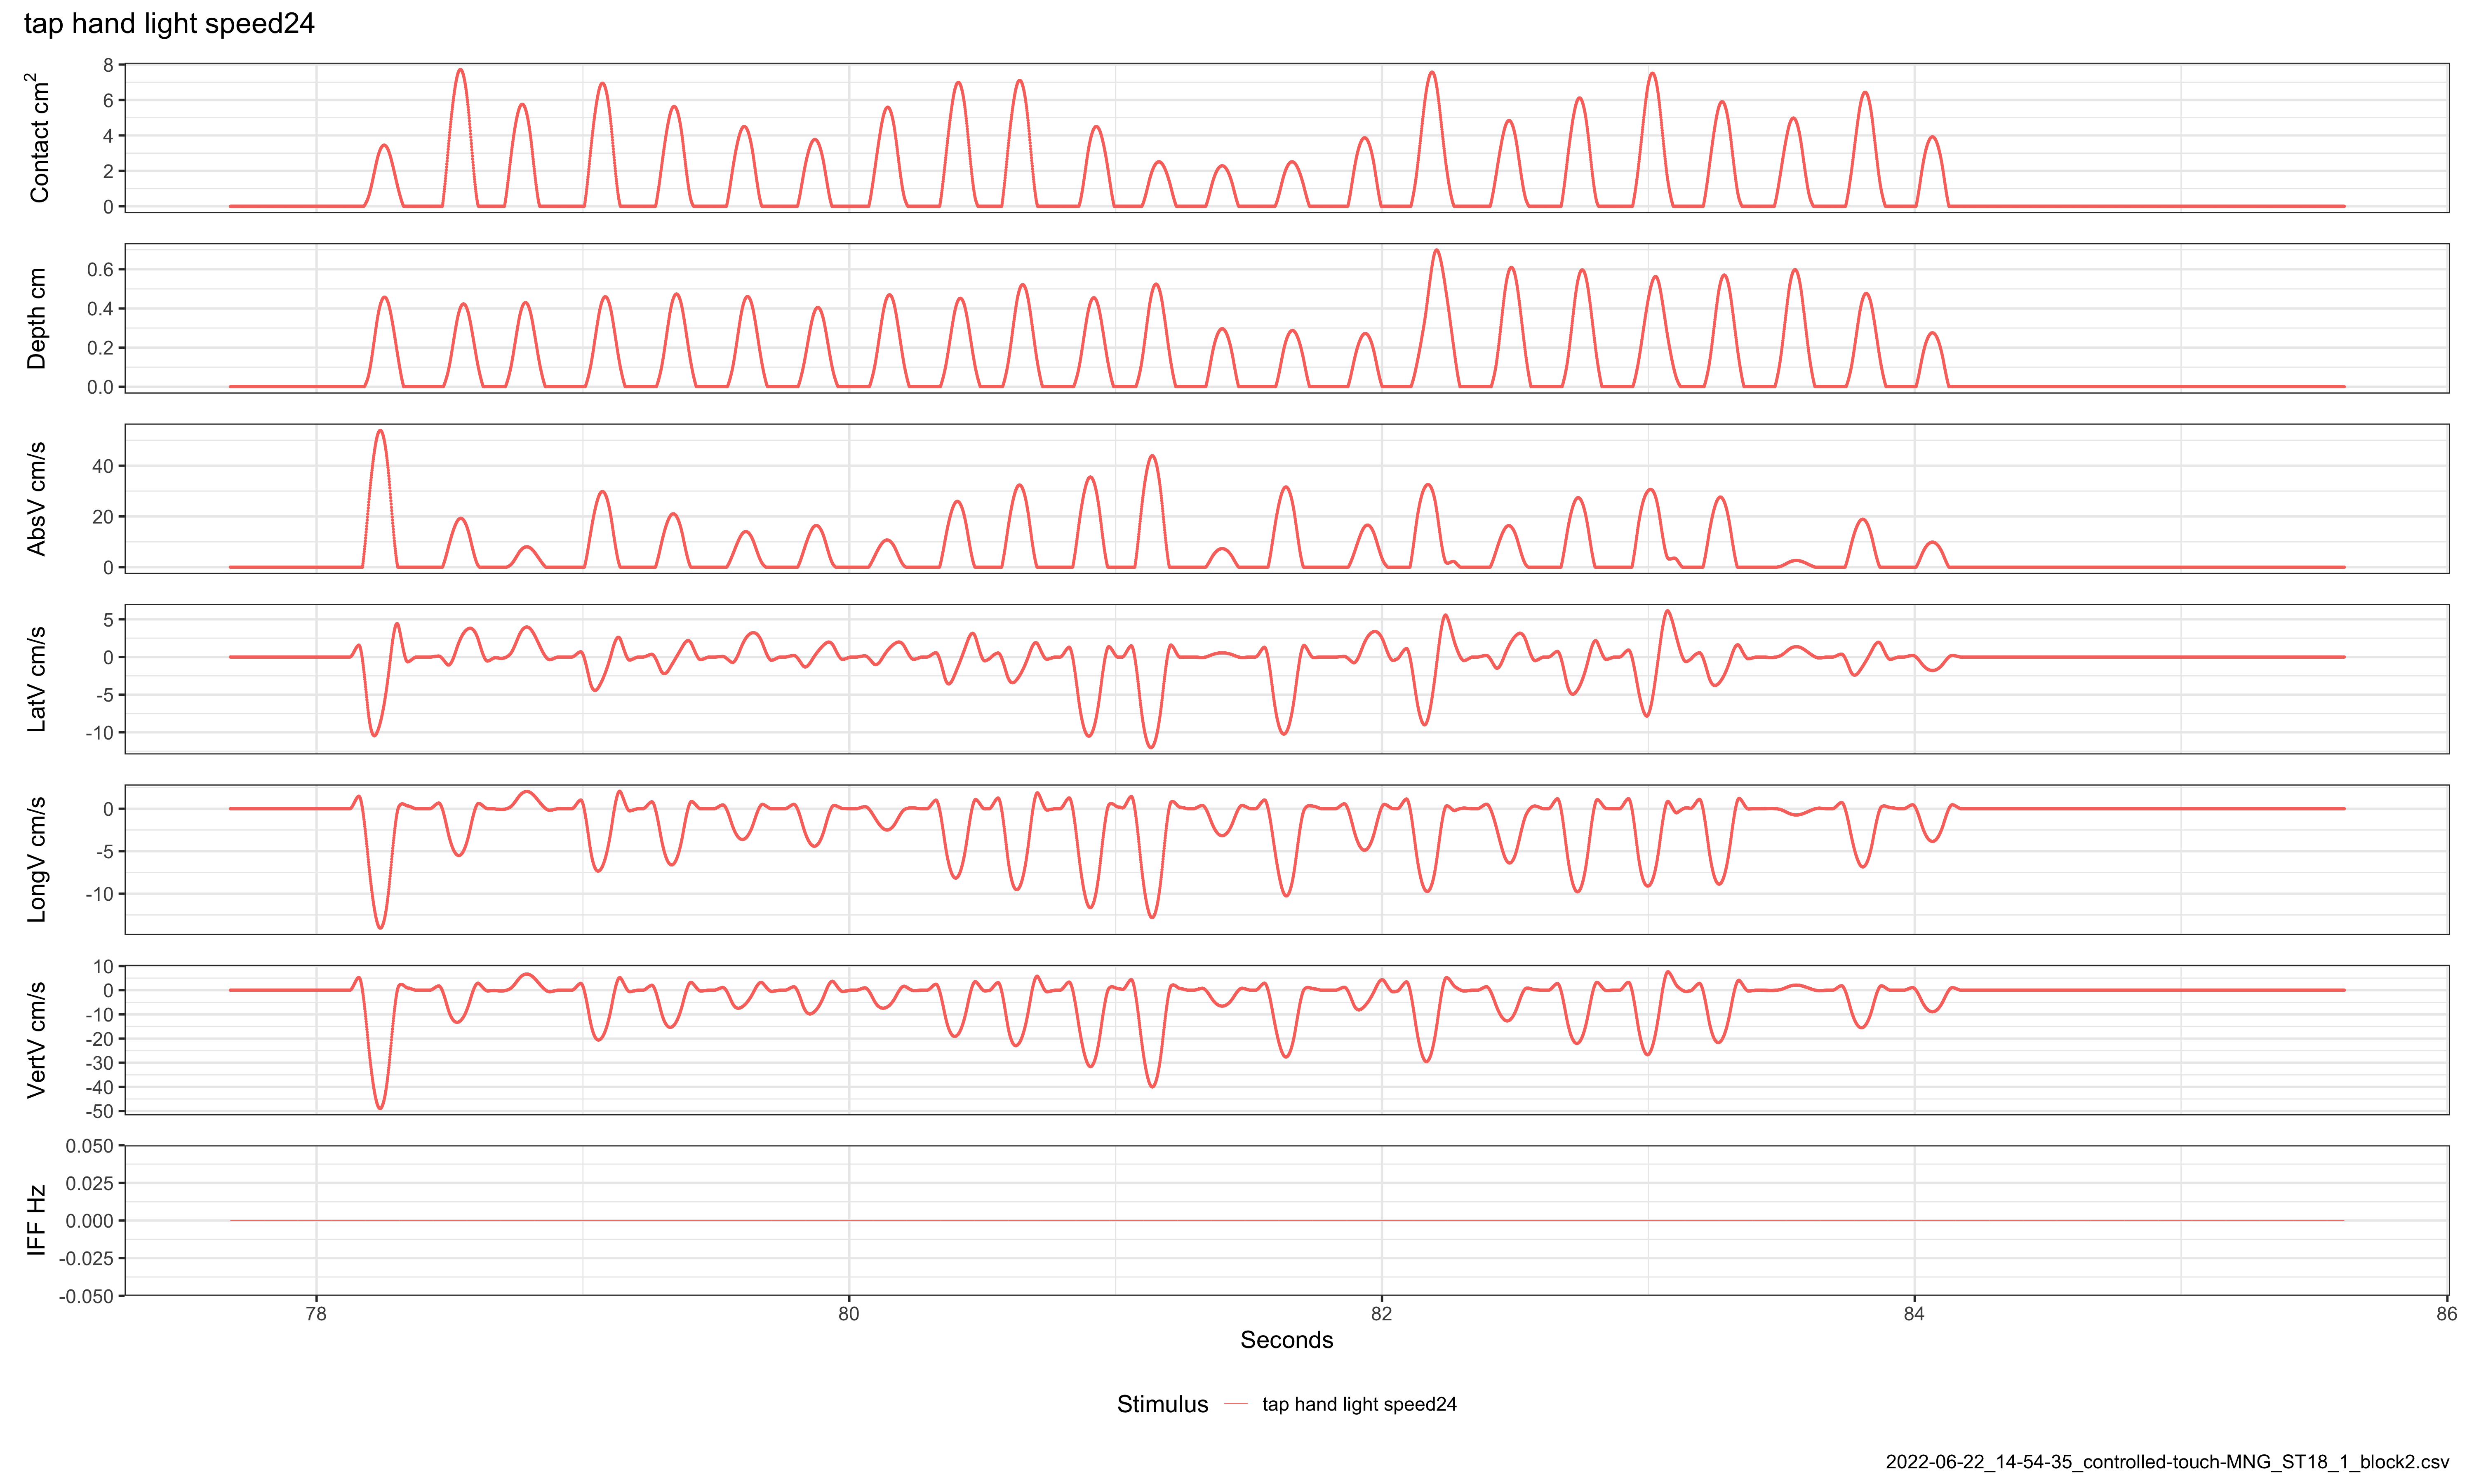 tap hand light speed24
Contact cm2
8
6
4
2
0
Depth cm
0.6
0.4
0.2
0.0
AbsV cm/s
40
20
0
LatV cm/s
5
0
-5
-10
LongV cm/s
0
-5
-10
VertV cm/s
10
0
-10
-20
-30
-40
-50
IFF Hz
0.050
0.025
0.000
-0.025
-0.050
78 80 82 84 86
Seconds
Stimulus tap hand light speed24
2022-06-22_14-54-35_controlled-touch-MNG_ST18_1_block2.csv